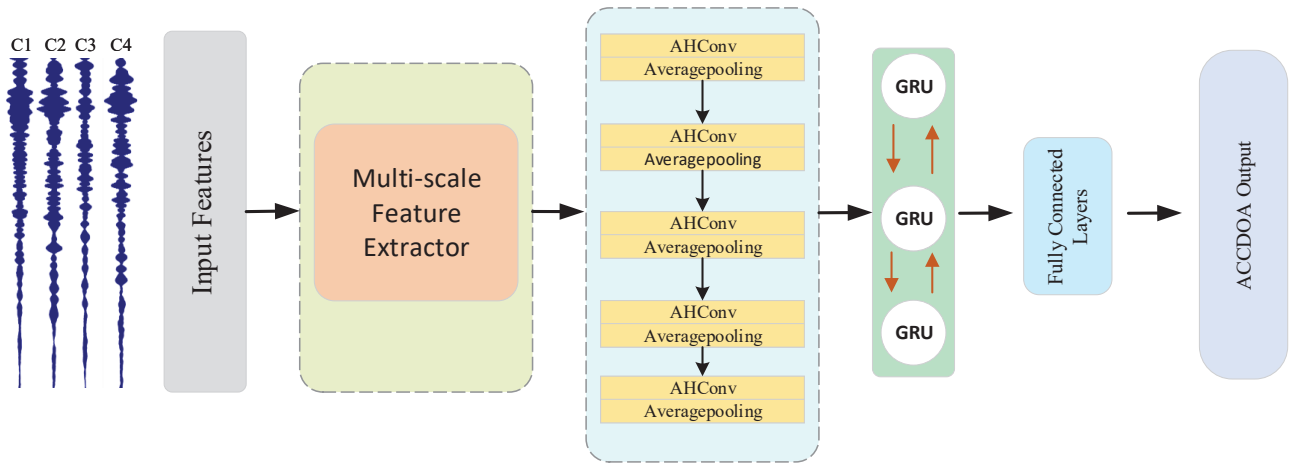 C1 C2 C3 C4
Input Features
Multi-scale
Feature
Extractor
AHConv
Averagepooling
AHConv
Averagepooling
AHConv
Averagepooling
AHConv
Averagepooling
AHConv
Averagepooling
GRU
GRU
GRU
Fully Connected
Layers
ACCDOA Output